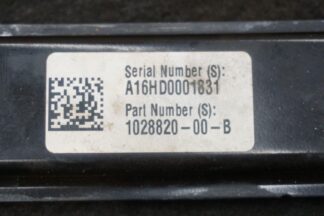 Serial Number (S):
A16HD0001831
Part Number (S):
1028820-00-B